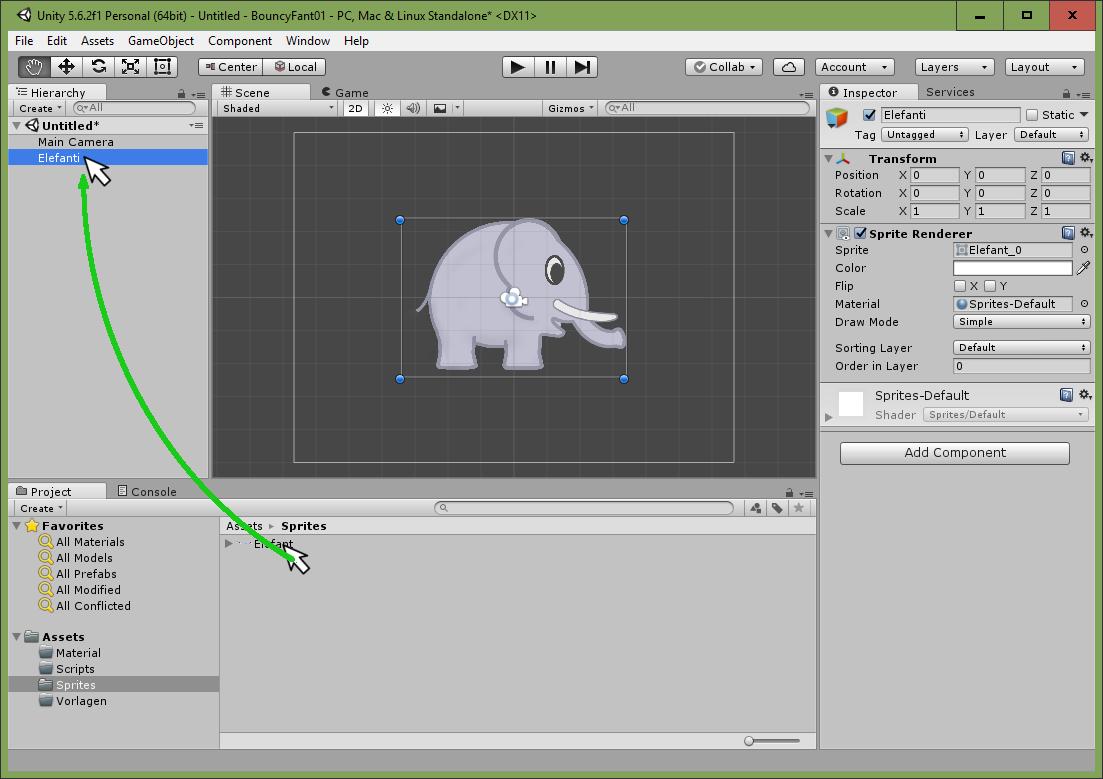 Unity 5.6.2f1 Personal (64bit) - Untitled - BouncyFant01 - PC, Mac & Linux Standalone* <DX11>
File Edit Assets GameObject Component Window Help
Center Local Collab Account Layers Layout
Hierarchy
Create All
Untitled*
Main Camera
Elefanti
Scene Game
Shaded 2D Gizmos All
Inspector Services
Elefanti Static
Tag Untagged Layer Default
Transform
Position X 0 Y 0 Z 0
Rotation X 0 Y 0 Z 0
Scale X 1 Y 1 Z 1
Sprite Renderer
Sprite Elefant_0
Color
Flip X Y
Material Sprites-Default
Draw Mode Simple
Sorting Layer Default
Order in Layer 0
Sprites-Default
Shader Sprites/Default
Add Component
Project Console
Create
Favorites
All Materials
All Models
All Prefabs
All Modified
All Conflicted
Assets
Material
Scripts
Sprites
Vorlagen
Assets Sprites
Elefant